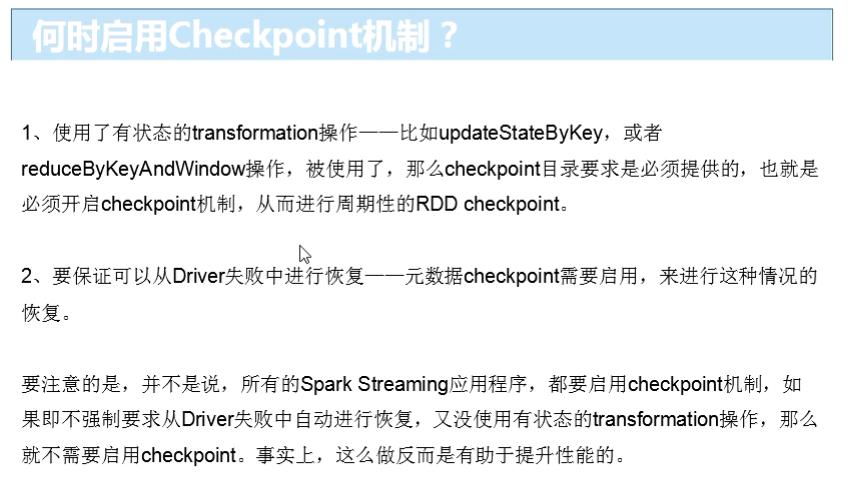 何时启用Checkpoint机制？
1、使用了有状态的transformation操作——比如updateStateByKey，或者
reduceByKeyAndWindow操作，被使用了，那么checkpoint目录要求是必须提供的，也就是
必须开启checkpoint机制，从而进行周期性的RDD checkpoint。
2、要保证可以从Driver失败中进行恢复——元数据checkpoint需要启用，来进行这种情况的
恢复。
要注意的是，并不是说，所有的Spark Streaming应用程序，都要启用checkpoint机制，如
果即不强制要求从Driver失败中自动进行恢复，又没使用有状态的transformation操作，那么
就不需要启用checkpoint。事实上，这么做反而是有助于提升性能的。